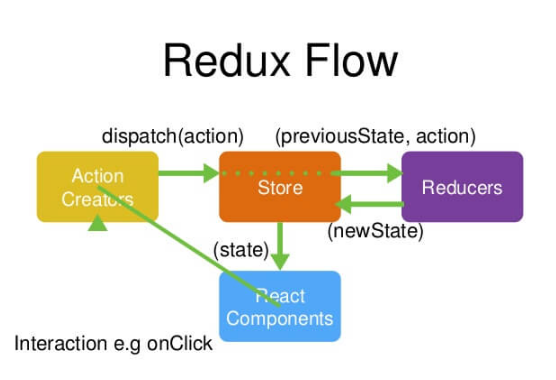 Redux Flow
dispatch(action)
(previousState, action)
Action
Creators
Store
Reducers
(newState)
(state)
React
Components
Interaction e.g onClick